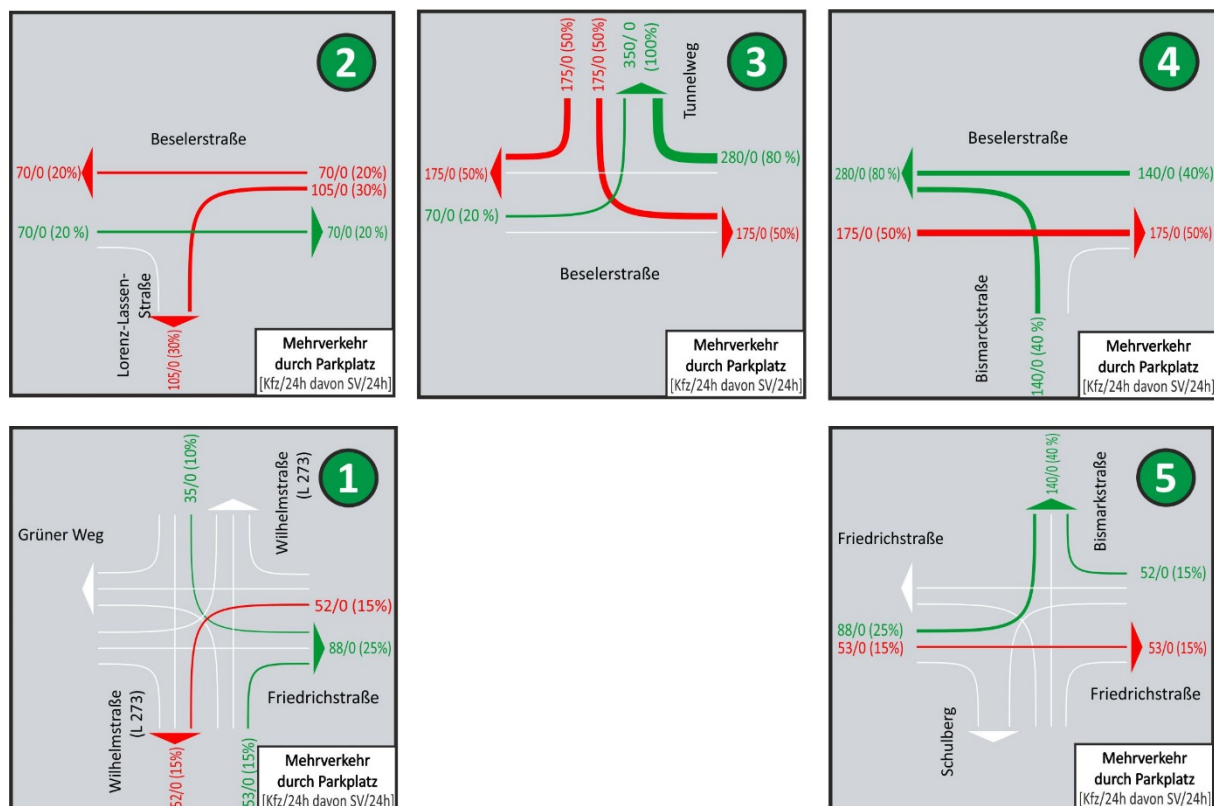 2
Beselerstraße
70/0 (20%)
70/0 (20%)
105/0 (30%)
70/0 (20 %)
70/0 (20 %)
Lorenz-Lassen-
Straße
105/0 (30%)
Mehrverkehr
durch Parkplatz
[Kfz/24h davon SV/24h]
3
175/0 (50%)
175/0 (50%)
350/ 0
(100%)
Tunnelweg
280/0 (80 %)
175/0 (50%)
70/0 (20 %)
175/0 (50%)
Beselerstraße
Mehrverkehr
durch Parkplatz
[Kfz/24h davon SV/24h]
4
Beselerstraße
280/0 (80 %)
140/0 (40%)
175/0 (50%)
175/0 (50%)
Bismarckstraße
140/0 (40 %)
Mehrverkehr
durch Parkplatz
[Kfz/24h davon SV/24h]
1
35/0 (10%)
Wilhelmstraße
(L 273)
Grüner Weg
52/0 (15%)
88/0 (25%)
Wilhelmstraße
(L 273)
Friedrichstraße
52/0 (15%)
53/0 (15%)
Mehrverkehr
durch Parkplatz
[Kfz/24h davon SV/24h]
5
140/0 (40 %)
Bismarkstraße
Friedrichstraße
52/0 (15%)
88/0 (25%)
53/0 (15%)
53/0 (15%)
Friedrichstraße
Schulberg
Mehrverkehr
durch Parkplatz
[Kfz/24h davon SV/24h]